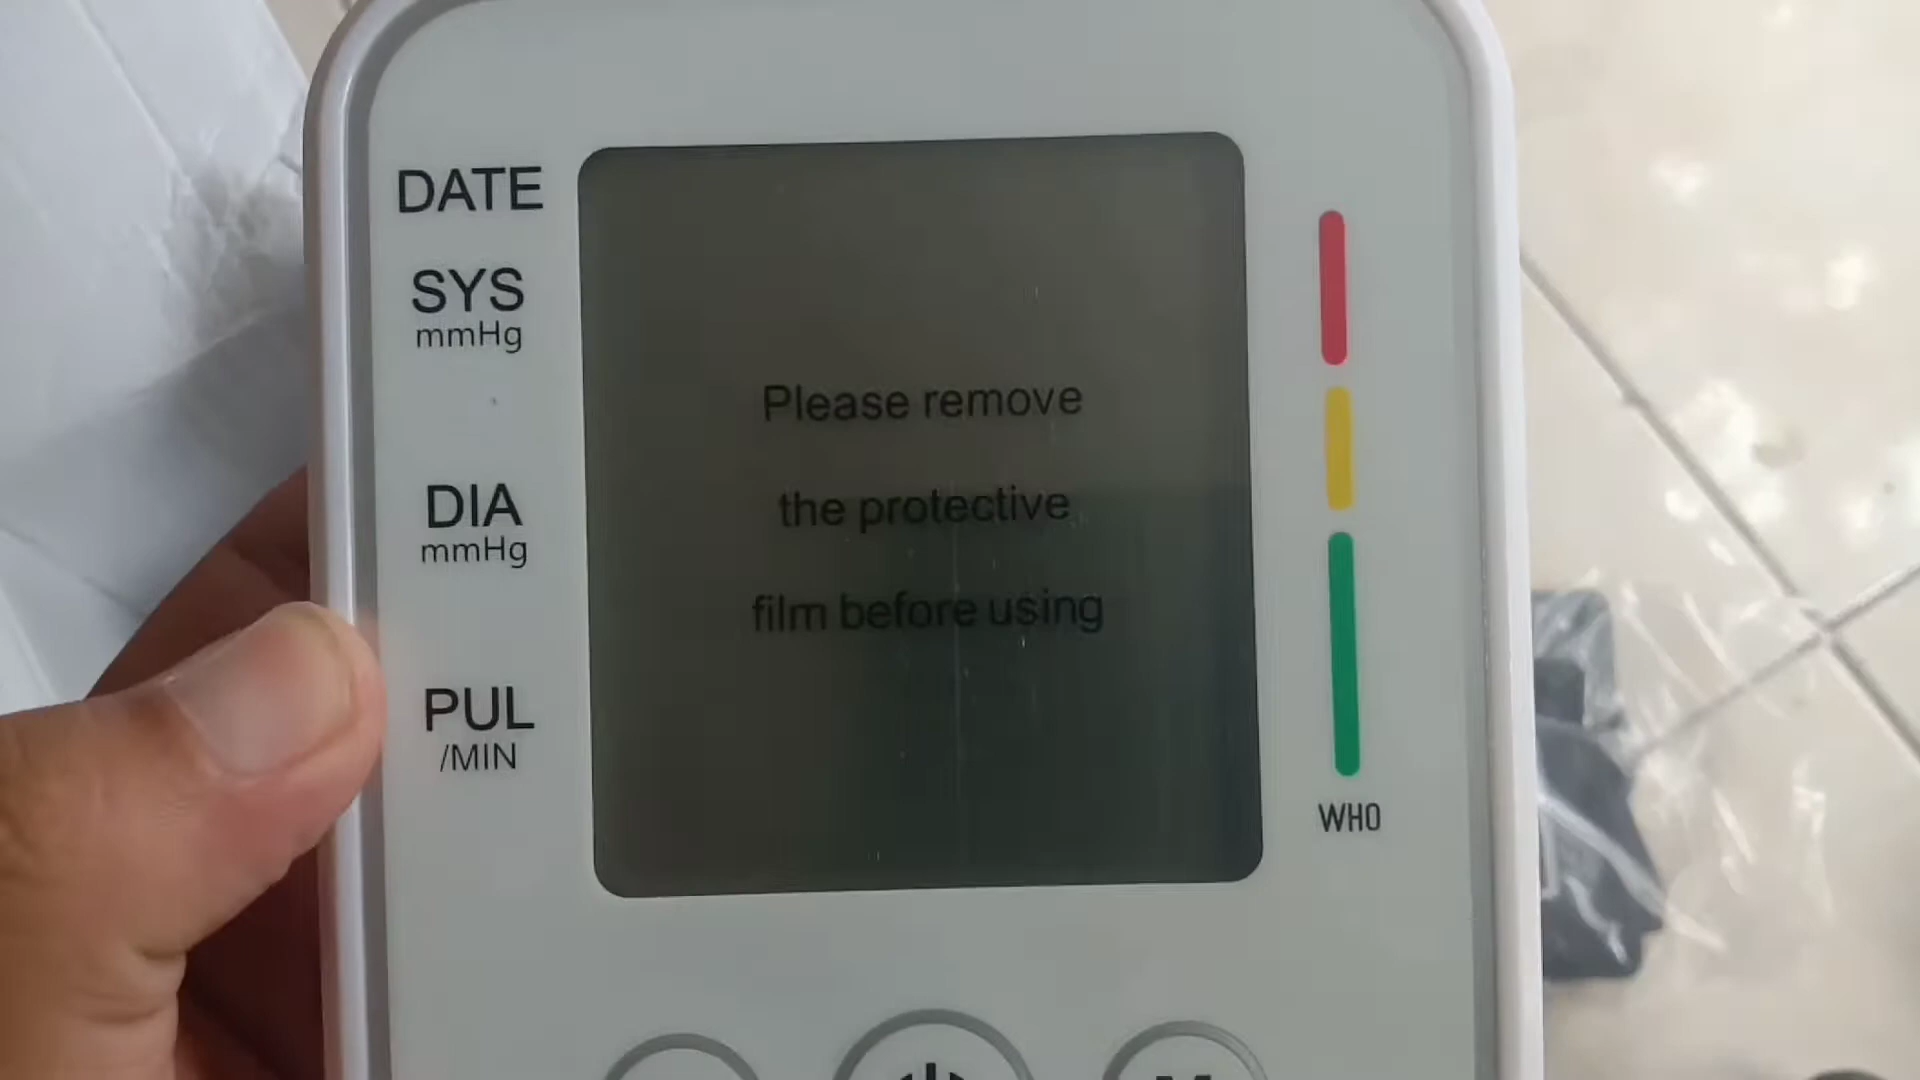 DATE
SYS
mmHg
Please remove
the protective
DIA
mmHg
film before using
PUL
/MIN
WHO